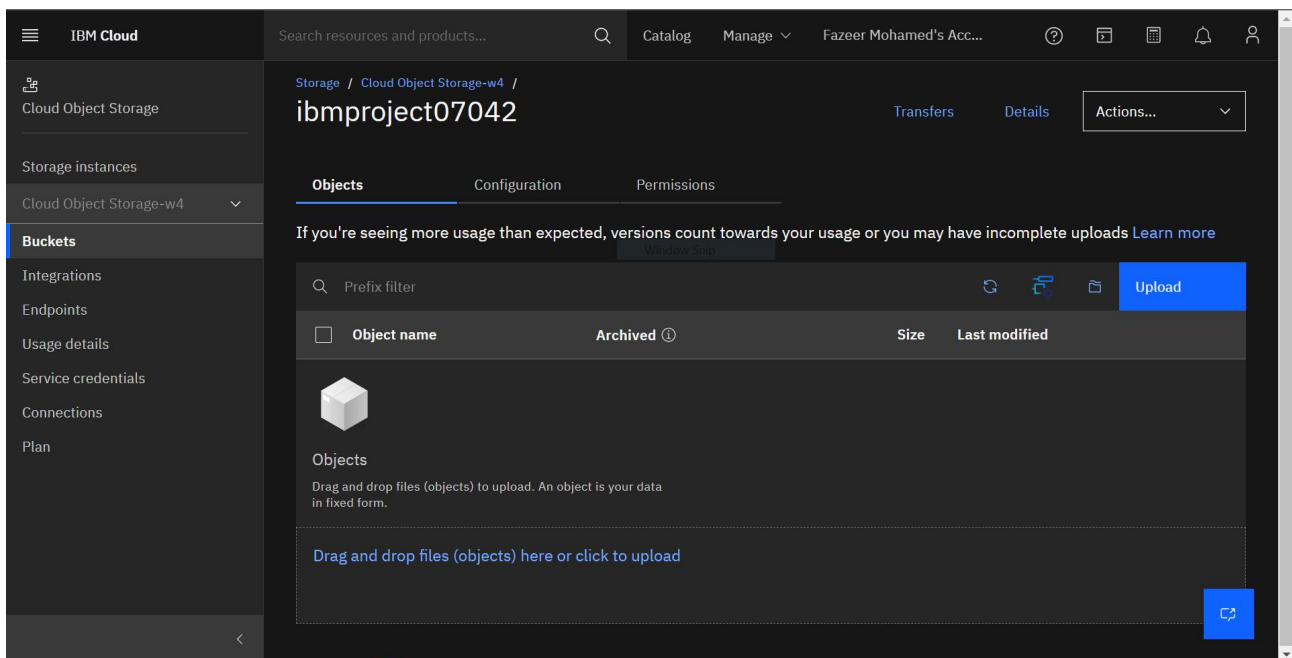 IBM Cloud
Search resources and products...
Catalog
Manage
Fazeer Mohamed's Acc...
Cloud Object Storage
Storage instances
Cloud Object Storage-w4
Buckets
Integrations
Endpoints
Usage details
Service credentials
Connections
Plan
Storage / Cloud Object Storage-w4 /
ibmproject07042
Transfers
Details
Actions...
Objects
Configuration
Permissions
If you're seeing more usage than expected, versions count towards your usage or you may have incomplete uploads Learn more
Window Snip
Prefix filter
Upload
Object name
Archived
Size
Last modified
Objects
Drag and drop files (objects) to upload. An object is your data
in fixed form.
Drag and drop files (objects) here or click to upload